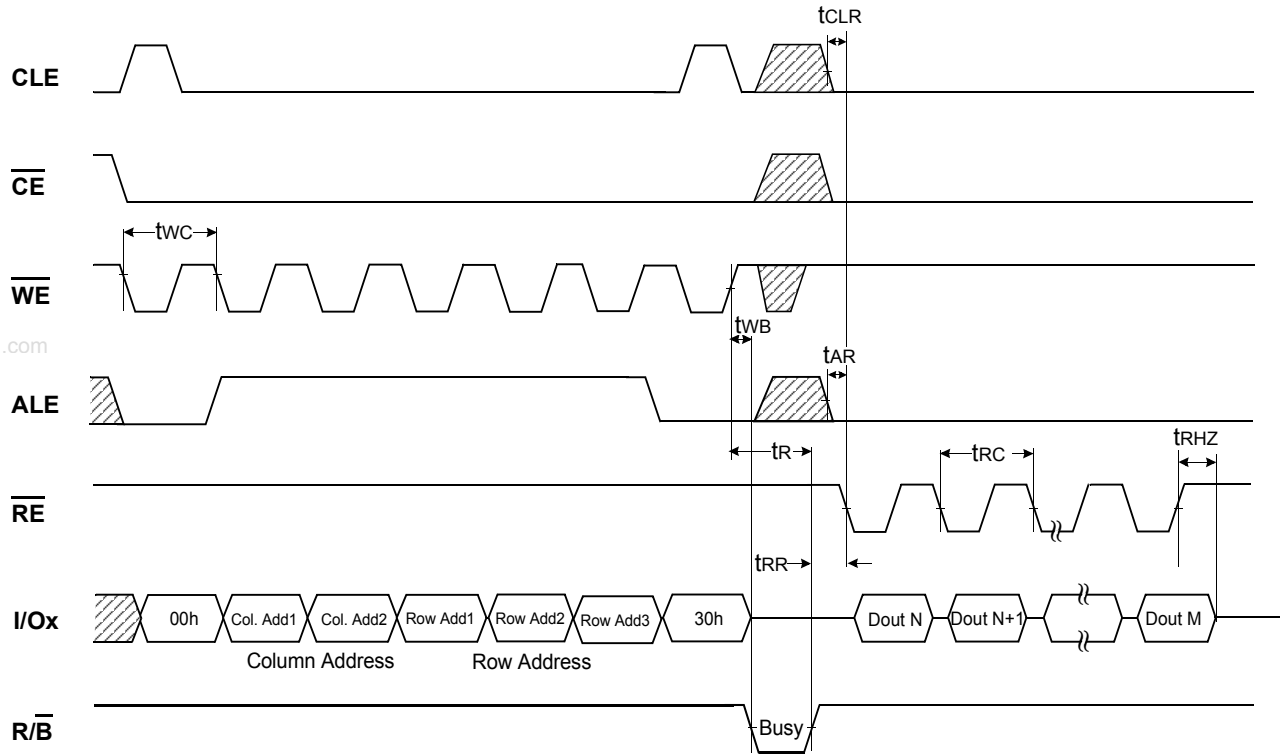 tCLR
CLE
CE
tWC
WE
tWB
.com
tAR
ALE
tR
tRC
tRHZ
RE
tRR
I/Ox
00h Col. Add1 Col. Add2 Row Add1 Row Add2 Row Add3 30h Dout N Dout N+1 Dout M
Column Address Row Address
R/B
Busy